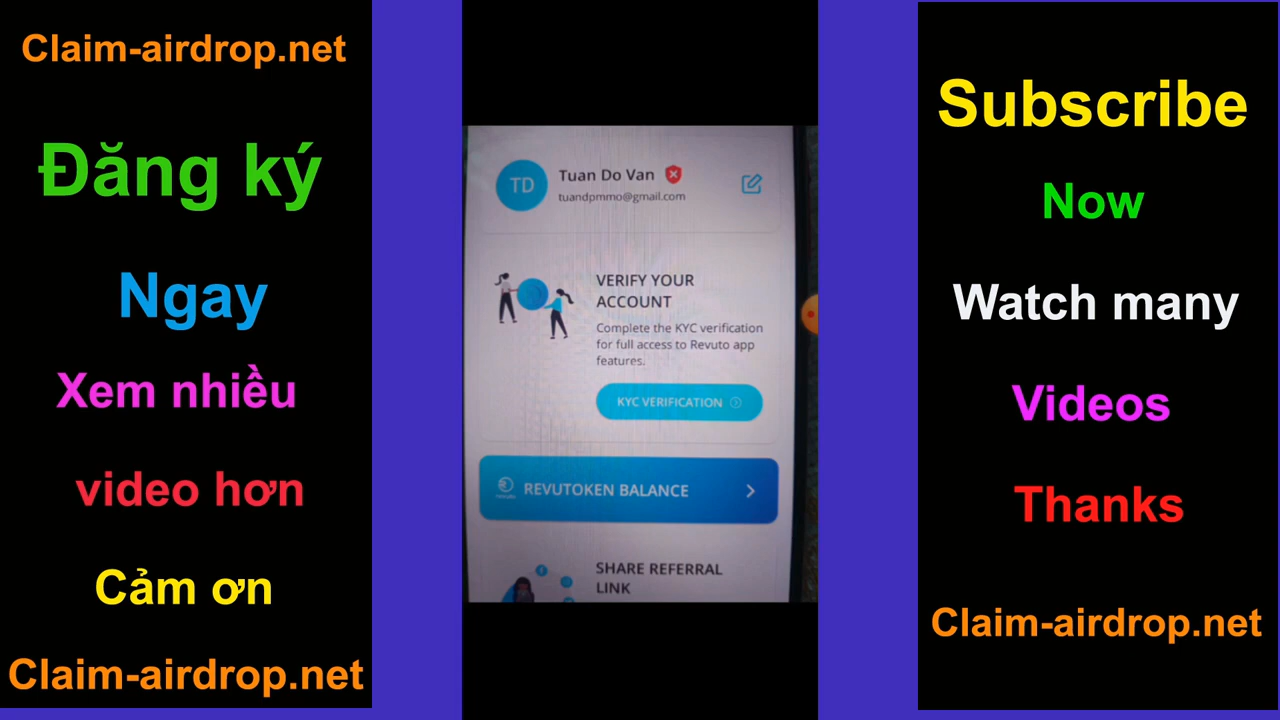 Claim-airdrop.net
Đăng ký
Ngay
Xem nhiều
video hơn
Cảm ơn
Claim-airdrop.net
TD
Tuan Do Van
tuandpmmo@gmail.com
VERIFY YOUR
ACCOUNT
Complete the KYC verification
for full access to Revuto app
features.
KYC VERIFICATION
revuto
REVUTOKEN BALANCE
SHARE REFERRAL
LINK
Subscribe
Now
Watch many
Videos
Thanks
Claim-airdrop.net